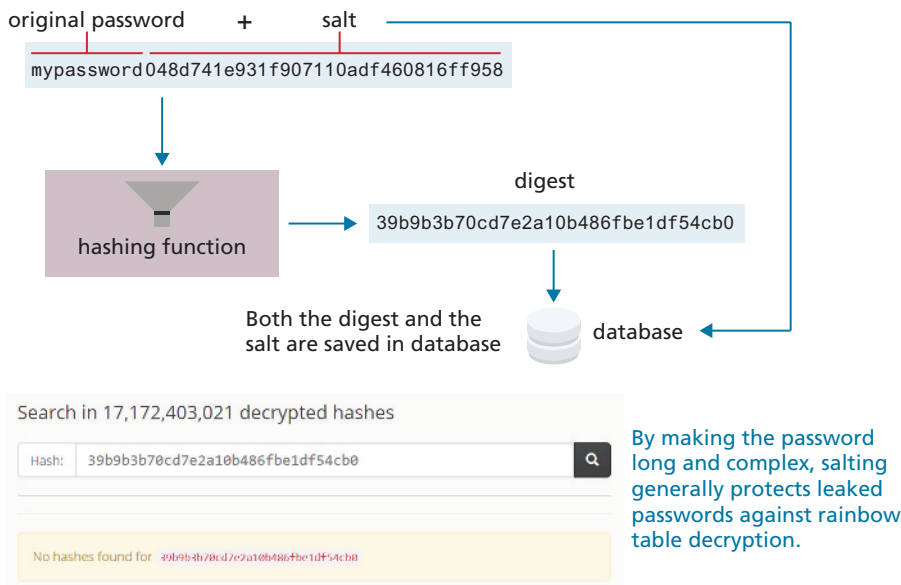 original password + salt
mypassword048d741e931f907110adf460816ff958
hashing function
digest
39b9b3b70cd7e2a10b486fbe1df54cb0
Both the digest and the
salt are saved in database
database
Search in 17,172,403,021 decrypted hashes
Hash: 39b9b3b70cd7e2a10b486fbe1df54cb0
No hashes found for 39b9b3b70cd7e2a10b486fbe1df54cb0
By making the password
long and complex, salting
generally protects leaked
passwords against rainbow
table decryption.